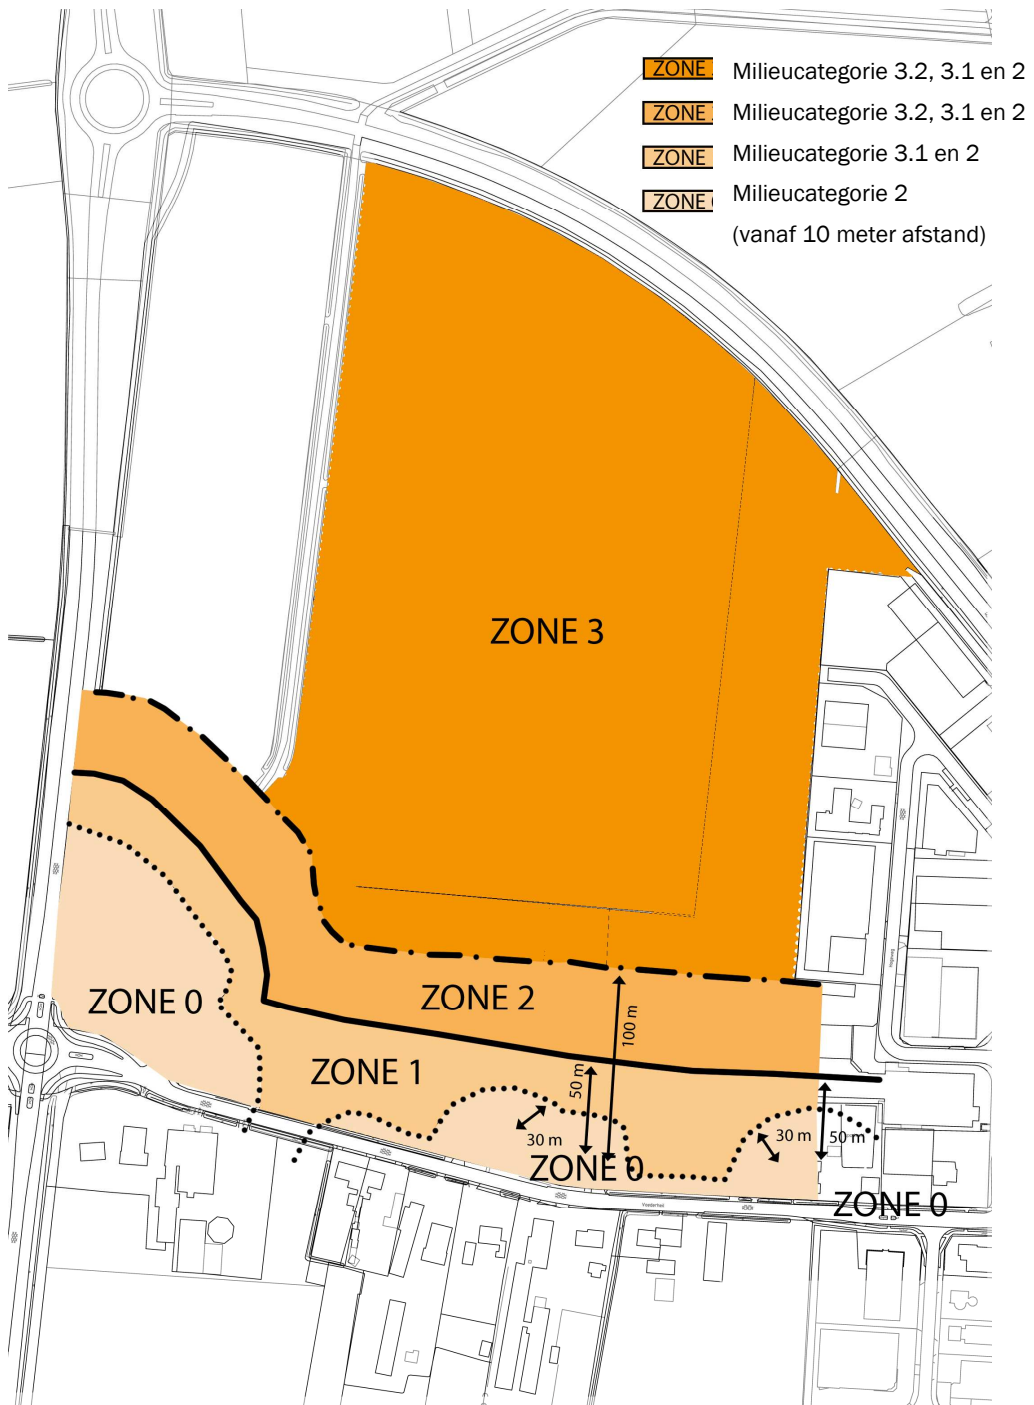 ZONE Milieucategorie 3.2, 3.1 en 2
ZONE Milieucategorie 3.2, 3.1 en 2
ZONE Milieucategorie 3.1 en 2
ZONE Milieucategorie 2
(vanaf 10 meter afstand)
ZONE 3
ZONE 2
ZONE 0
100 m
ZONE 1
50 m
30 m
30 m
50 m
ZONE 0
ZONE 0